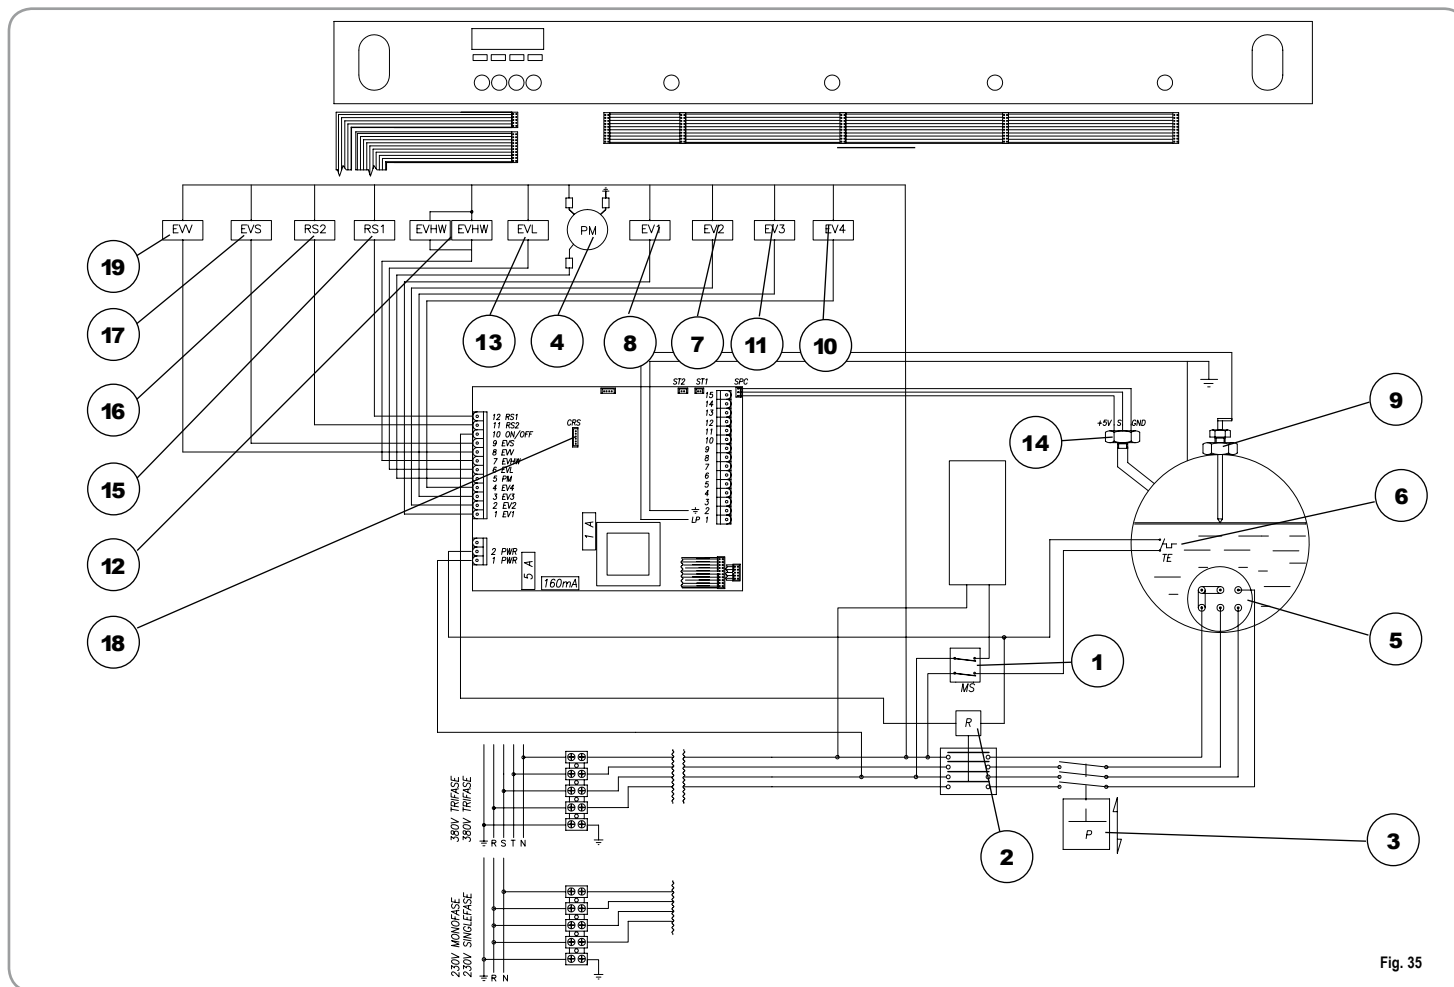 EVV EVS RS2 RS1 EVHW EVHW EVL PM EV1 EV2 EV3 EV4
19
17
16
15
12
18
13 4 8 7 11 10
ST2 ST1 SPC
CRS
12 RS1
11 RS2
10 ON/OFF
9 EVS
8 EVV
7 EVHW
6 EVL
5 PM
4 EV4
3 EV3
2 EV2
1 EV1
2 PWR
1 PWR
5 A
160mA
1 A
15
14
13
12
11
10
9
8
7
6
5
4
3
2
LP 1
+5V S GND
14
9
6
TE
5
1
MS
R
2
P
3
380V TRIFASE
380V TRIFASE
R S T N
230V MONOFASE
230V SINGLEFASE
R N
Fig. 35